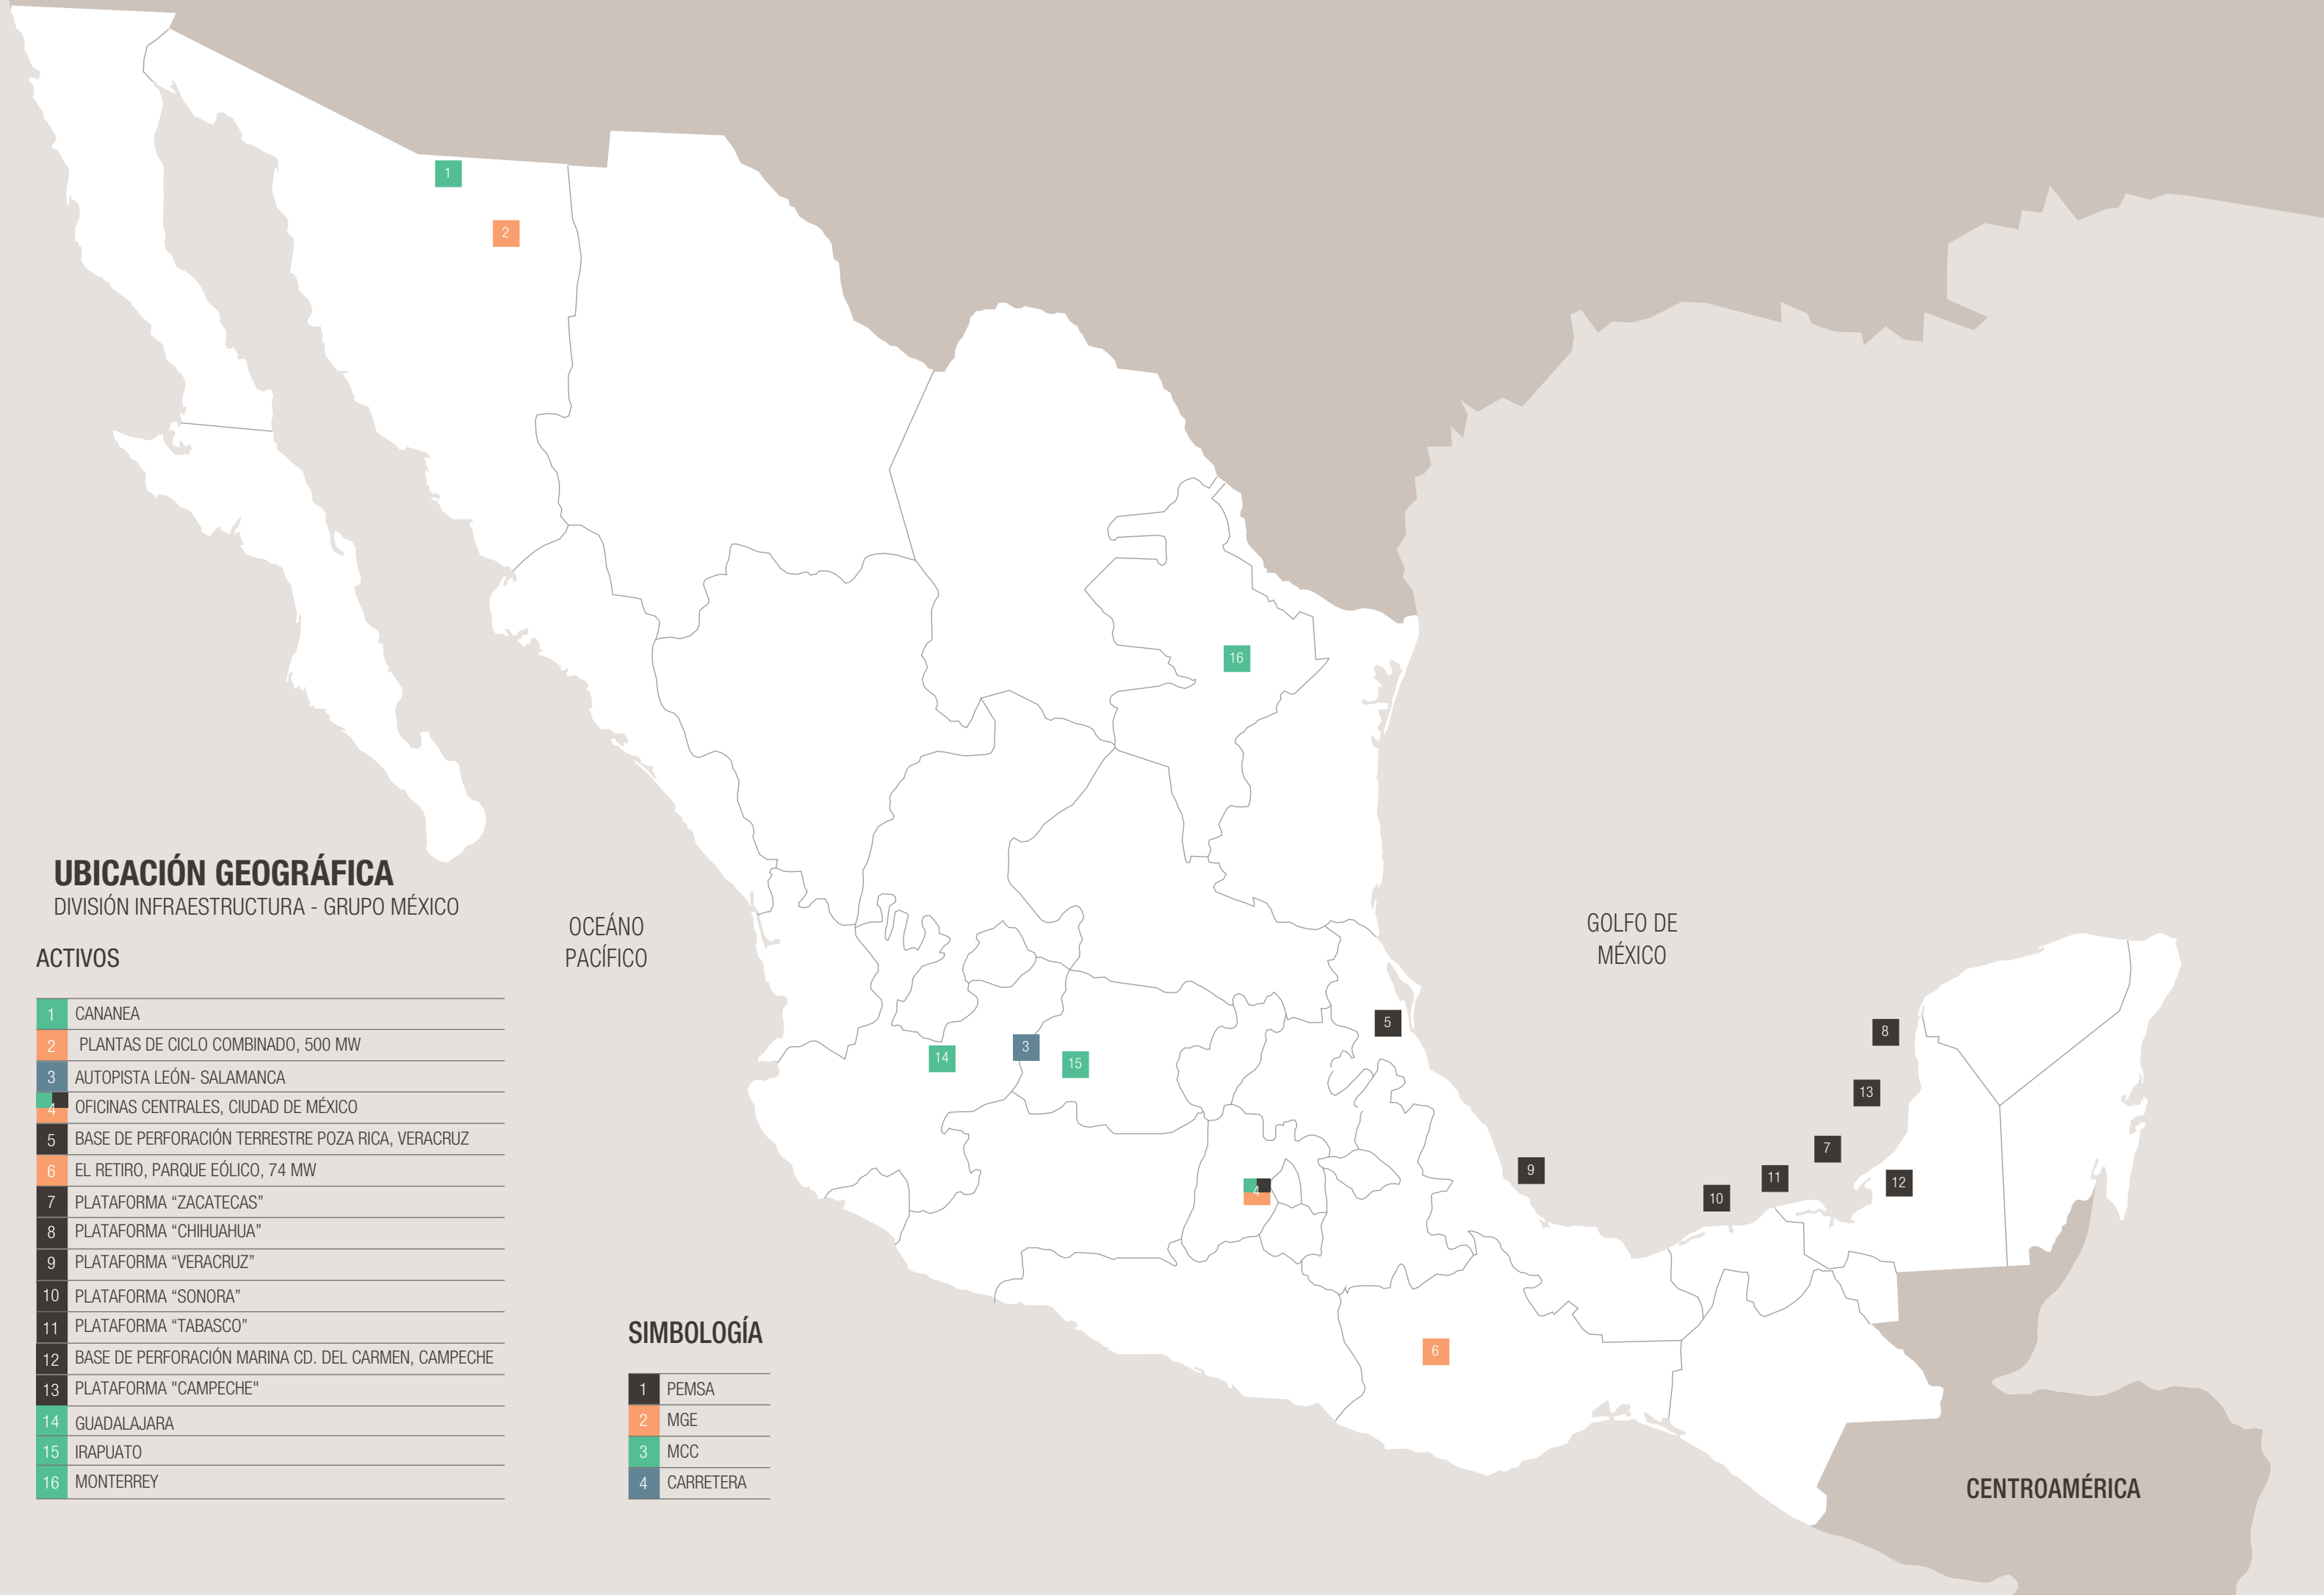 1
2
16
UBICACIÓN GEOGRÁFICA
DIVISIÓN INFRAESTRUCTURA - GRUPO MÉXICO
OCEÁNO
PACÍFICO
GOLFO DE
MÉXICO
ACTIVOS
1 CANANEA
2 PLANTAS DE CICLO COMBINADO, 500 MW
3 AUTOPISTA LEÓN- SALAMANCA
4 OFICINAS CENTRALES, CIUDAD DE MÉXICO
5 BASE DE PERFORACIÓN TERRESTRE POZA RICA, VERACRUZ
6 EL RETIRO, PARQUE EÓLICO, 74 MW
7 PLATAFORMA “ZACATECAS”
8 PLATAFORMA “CHIHUAHUA”
9 PLATAFORMA “VERACRUZ”
10 PLATAFORMA “SONORA”
11 PLATAFORMA “TABASCO”
12 BASE DE PERFORACIÓN MARINA CD. DEL CARMEN, CAMPECHE
13 PLATAFORMA "CAMPECHE"
14 GUADALAJARA
15 IRAPUATO
16 MONTERREY
5
8
3
14
15
13
7
9
11
12
4
10
6
SIMBOLOGÍA
1 PEMSA
2 MGE
3 MCC
4 CARRETERA
CENTROAMÉRICA